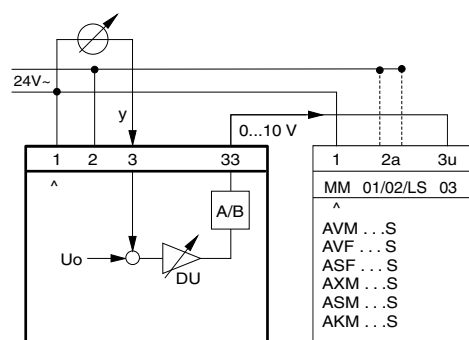 24V~
y
0...10 V
1 2 3 33
1 2a 3u
MM 01/02/LS 03
^
^
A/B
Uo
DU
AVM . . .S
AVF . . .S
ASF . . .S
AXM . . .S
ASM . . .S
AKM . . .S